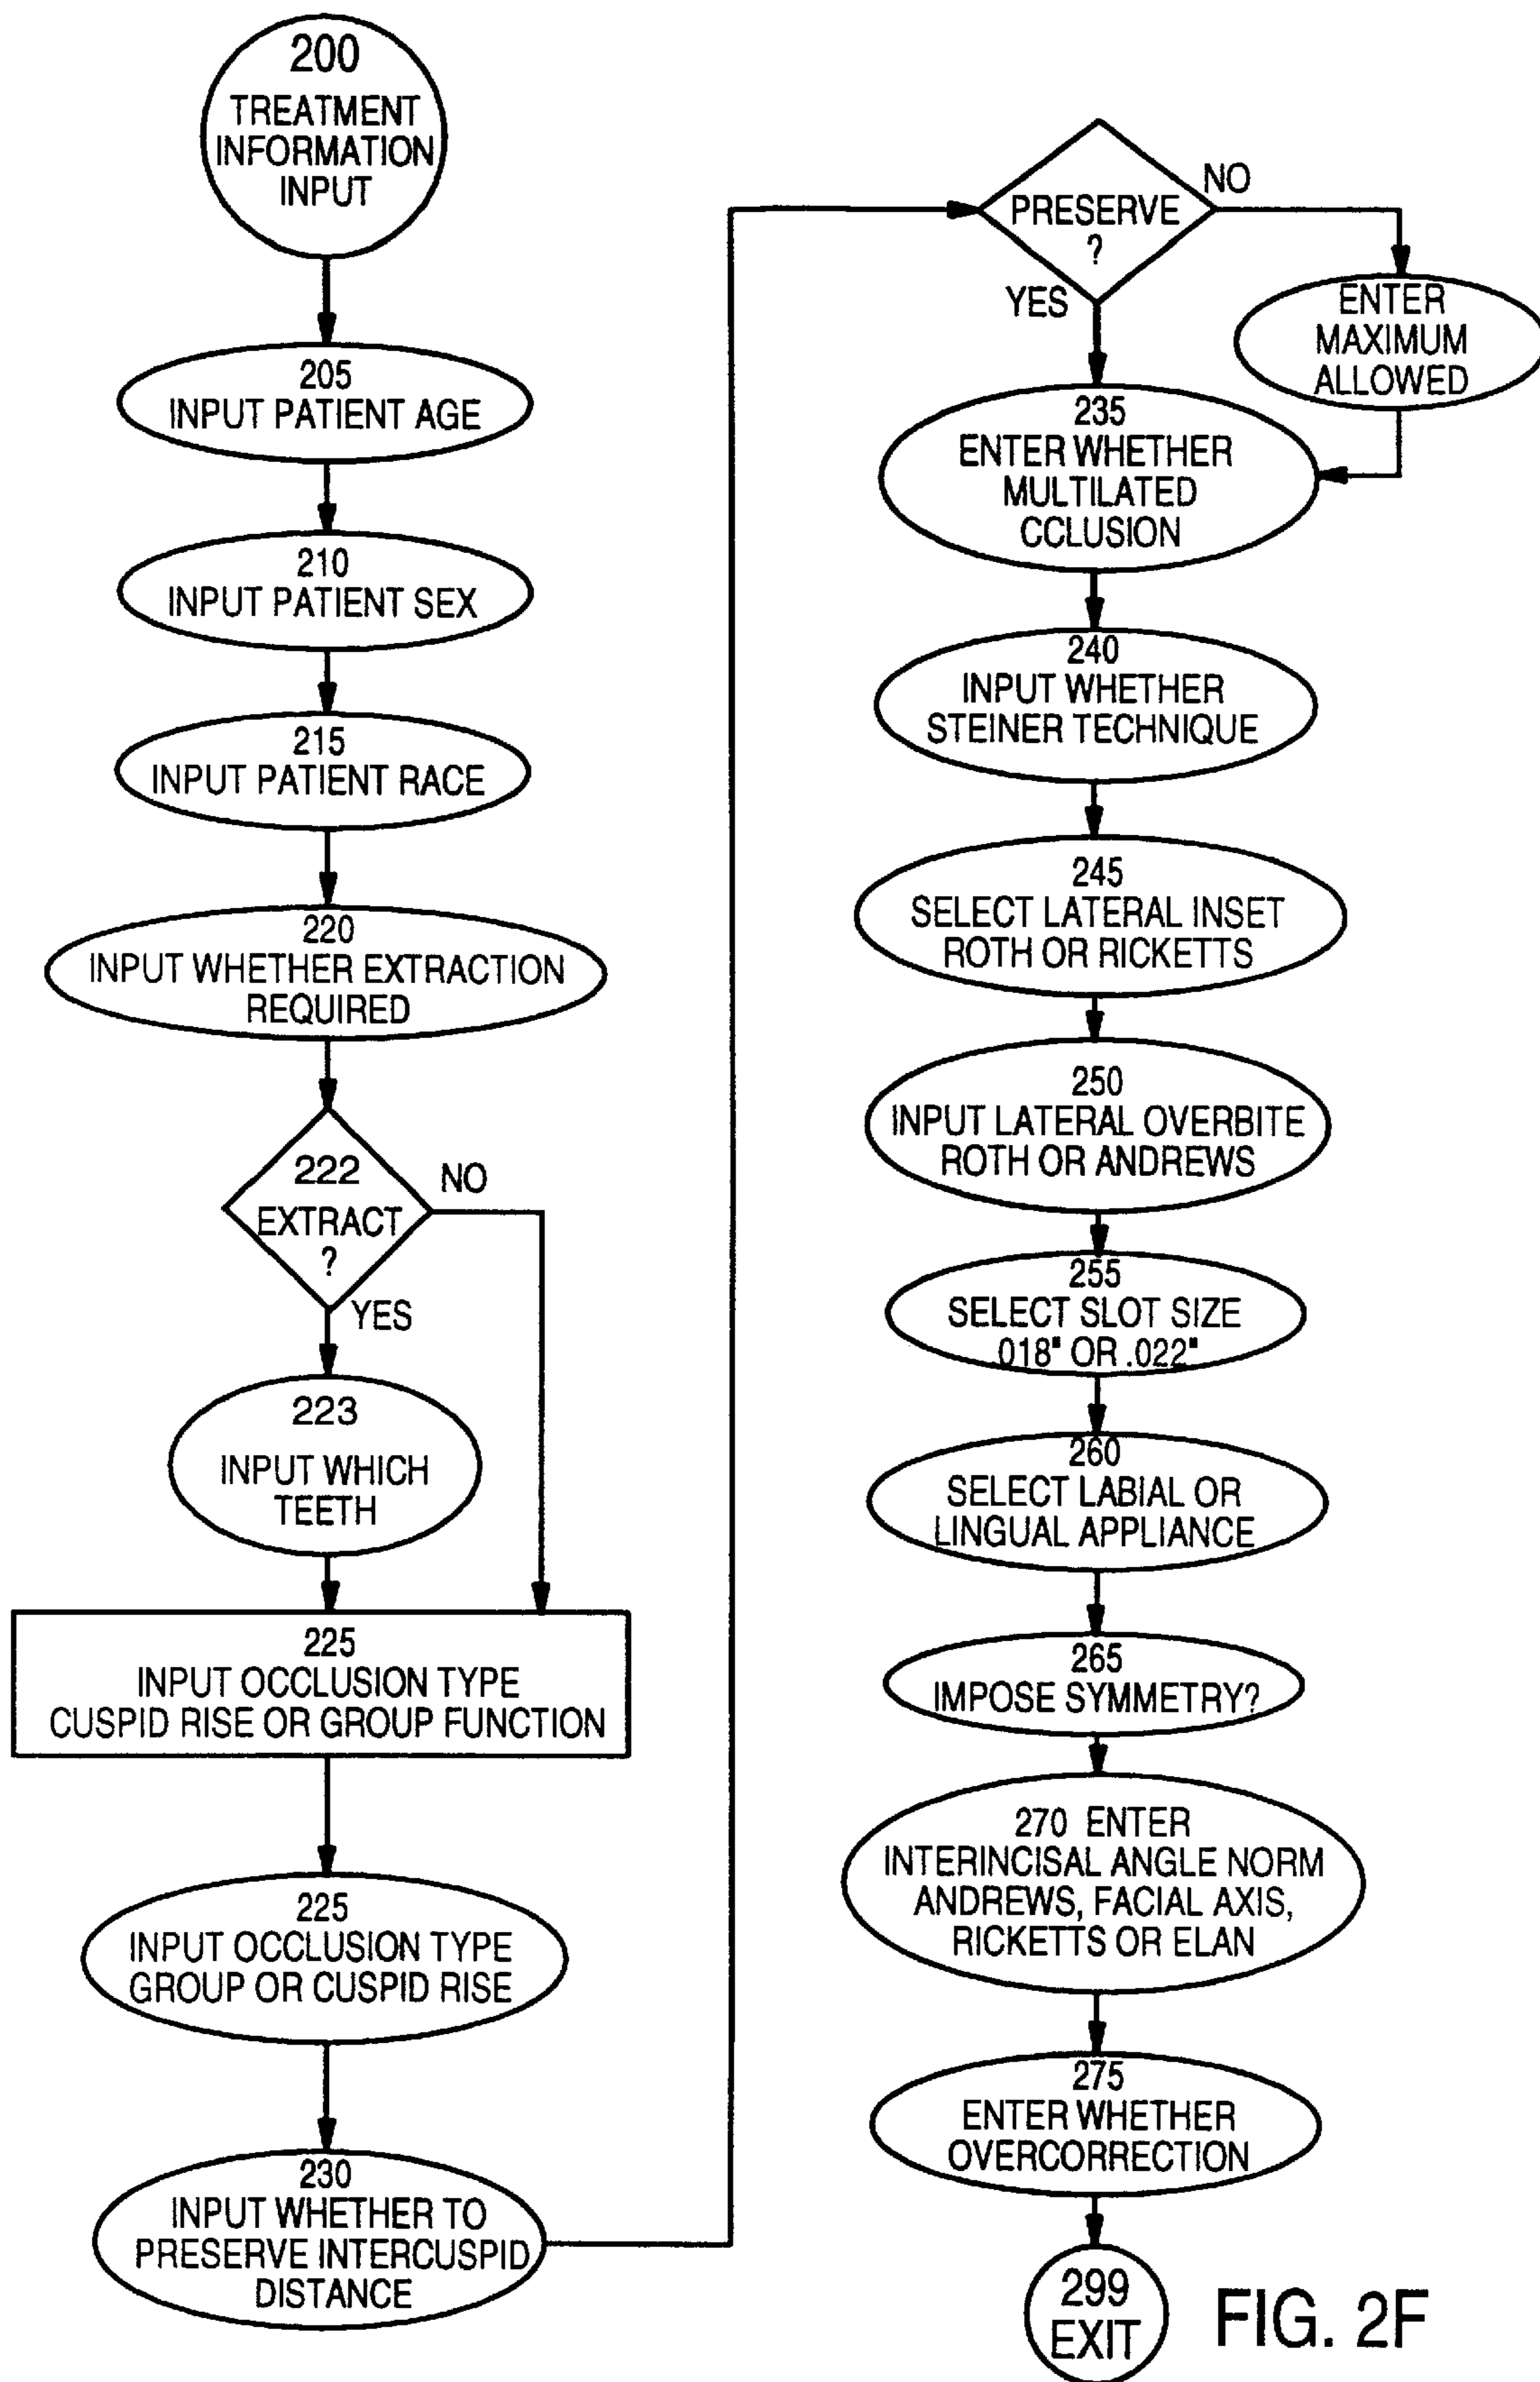 200
TREATMENT
INFORMATION
INPUT
205
INPUT PATIENT AGE
210
INPUT PATIENT SEX
215
INPUT PATIENT RACE
220
INPUT WHETHER EXTRACTION
REQUIRED
222
EXTRACT
?
NO
YES
223
INPUT WHICH
TEETH
225
INPUT OCCLUSION TYPE
CUSPID RISE OR GROUP FUNCTION
225
INPUT OCCLUSION TYPE
GROUP OR CUSPID RISE
230
INPUT WHETHER TO
PRESERVE INTERCUSPID
DISTANCE
PRESERVE
?
NO
YES
ENTER
MAXIMUM
ALLOWED
235
ENTER WHETHER
MULTILATED
CCLUSION
240
INPUT WHETHER
STEINER TECHNIQUE
245
SELECT LATERAL INSET
ROTH OR RICKETTS
250
INPUT LATERAL OVERBITE
ROTH OR ANDREWS
255
SELECT SLOT SIZE
.018" OR .022"
260
SELECT LABIAL OR
LINGUAL APPLIANCE
265
IMPOSE SYMMETRY?
270 ENTER
INTERINCISAL ANGLE NORM
ANDREWS, FACIAL AXIS,
RICKETTS OR ELAN
275
ENTER WHETHER
OVERCORRECTION
299
EXIT
FIG. 2F